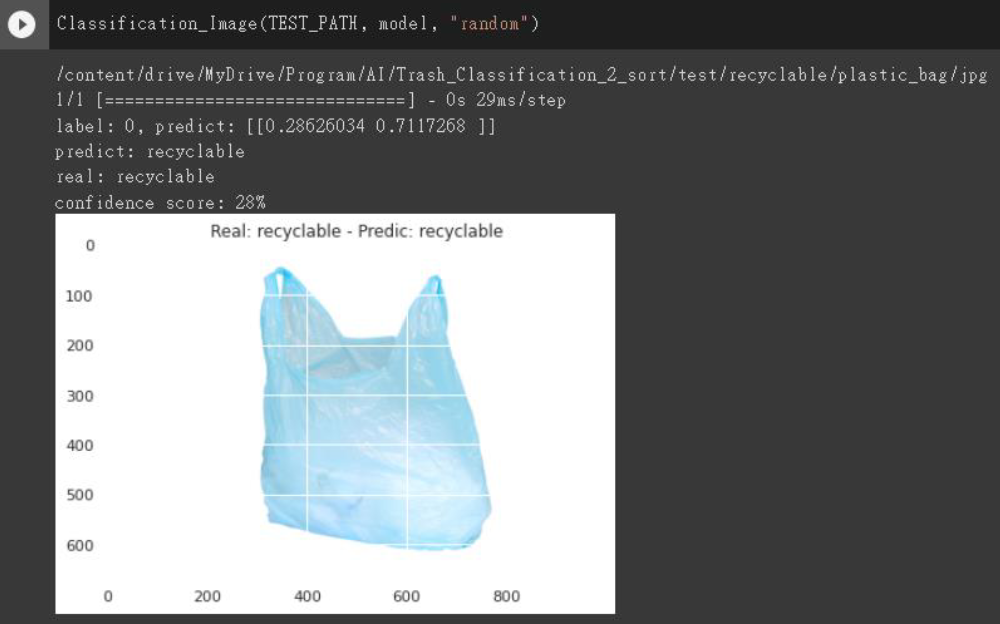 Classification_Image(TEST_PATH, model, "random")
/content/drive/MyDrive/Program/AI/Trash_Classification_2_sort/test/recyclable/plastic_bag/jpg
1/1 [==============================] - 0s 29ms/step
label: 0, predict: [[0.28626034 0.7117268 ]]
predict: recyclable
real: recyclable
confidence score: 28%
Real: recyclable - Predic: recyclable
0
100
200
300
400
500
600
0 200 400 600 800